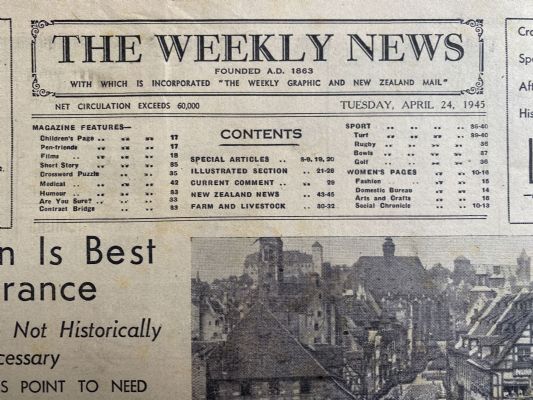 THE WEEKLY NEWS
FOUNDED A.D. 1863
WITH WHICH IS INCORPORATED "THE WEEKLY GRAPHIC AND NEW ZEALAND MAIL"
NET CIRCULATION EXCEEDS 60,000
TUESDAY, APRIL 24, 1945
MAGAZINE FEATURES—
Children's Page .. 17
Pen-friends .. 17
Films .. 18
Short Story .. 25
Crossword Puzzle .. 35
Medical .. 42
Humour .. 33
Are You Sure? .. 33
Contract Bridge .. 33
CONTENTS
SPECIAL ARTICLES .. 5-9, 19, 20
ILLUSTRATED SECTION .. 21-28
CURRENT COMMENT .. 29
NEW ZEALAND NEWS .. 43-45
FARM AND LIVESTOCK .. 30-32
SPORT .. 36-40
Turf .. 39-40
Rugby .. 36
Bowls .. 37
Golf .. 36
WOMEN'S PAGES .. 10-16
Fashion .. 15
Domestic Bureau .. 14
Arts and Crafts .. 16
Social Chronicle .. 10-13
Cro
Spe
Aft
His
n Is Best
rance
Not Historically
cessary
S POINT TO NEED